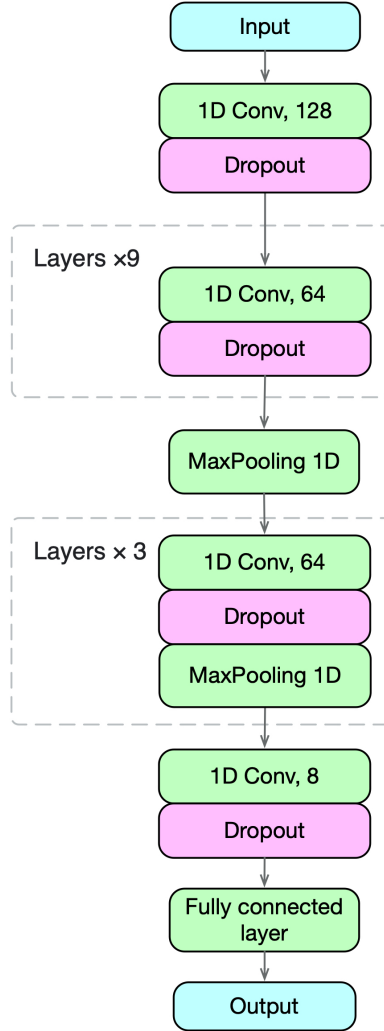 Input
1D Conv, 128
Dropout
Layers ×9
1D Conv, 64
Dropout
MaxPooling 1D
Layers × 3
1D Conv, 64
Dropout
MaxPooling 1D
1D Conv, 8
Dropout
Fully connected
layer
Output